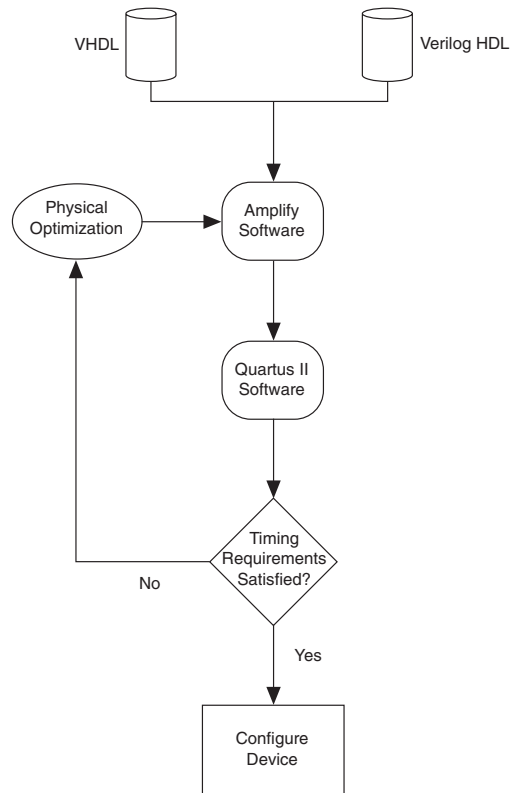 VHDL
Verilog HDL
Physical
Optimization
Amplify
Software
Quartus II
Software
Timing
Requirements
Satisfied?
No
Yes
Configure
Device